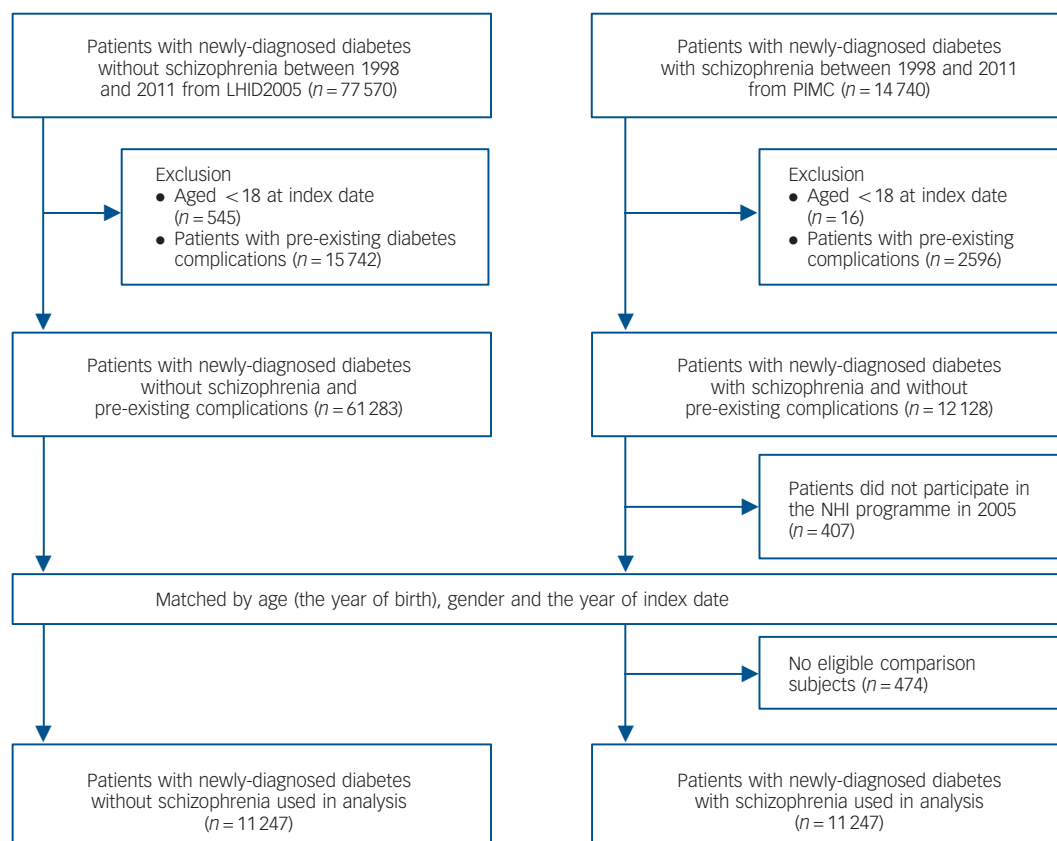 Patients with newly-diagnosed diabetes
without schizophrenia between 1998
and 2011 from LHID2005 (n = 77 570)
Patients with newly-diagnosed diabetes
with schizophrenia between 1998 and 2011
from PIMC (n = 14 740)
Exclusion
● Aged < 18 at index date
(n = 545)
● Patients with pre-existing diabetes
complications (n = 15 742)
Exclusion
● Aged < 18 at index date
(n = 16)
● Patients with pre-existing
complications (n = 2596)
Patients with newly-diagnosed diabetes
without schizophrenia and
pre-existing complications (n = 61 283)
Patients with newly-diagnosed diabetes
with schizophrenia and without
pre-existing complications (n = 12 128)
Patients did not participate in
the NHI programme in 2005
(n = 407)
Matched by age (the year of birth), gender and the year of index date
No eligible comparison
subjects (n = 474)
Patients with newly-diagnosed diabetes
without schizophrenia used in analysis
(n = 11 247)
Patients with newly-diagnosed diabetes
with schizophrenia used in analysis
(n = 11 247)